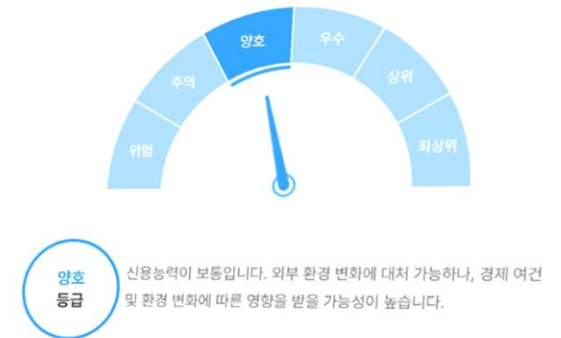 위험
주의
양호
우수
상위
최상위
양호
등급
신용능력이 보통입니다. 외부 환경 변화에 대처 가능하나, 경제 여건
및 환경 변화에 따른 영향을 받을 가능성이 높습니다.